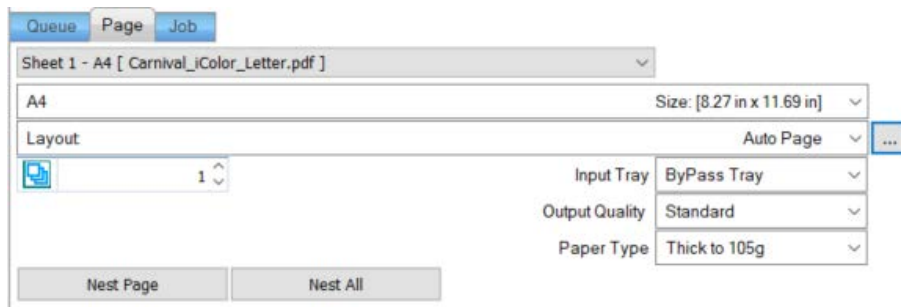 Queue Page Job
Sheet 1 - A4 [ Carnival_iColor_Letter.pdf ]
A4 Size: [8.27 in x 11.69 in]
Layout Auto Page ...
1 Input Tray ByPass Tray
Output Quality Standard
Paper Type Thick to 105g
Nest Page Nest All